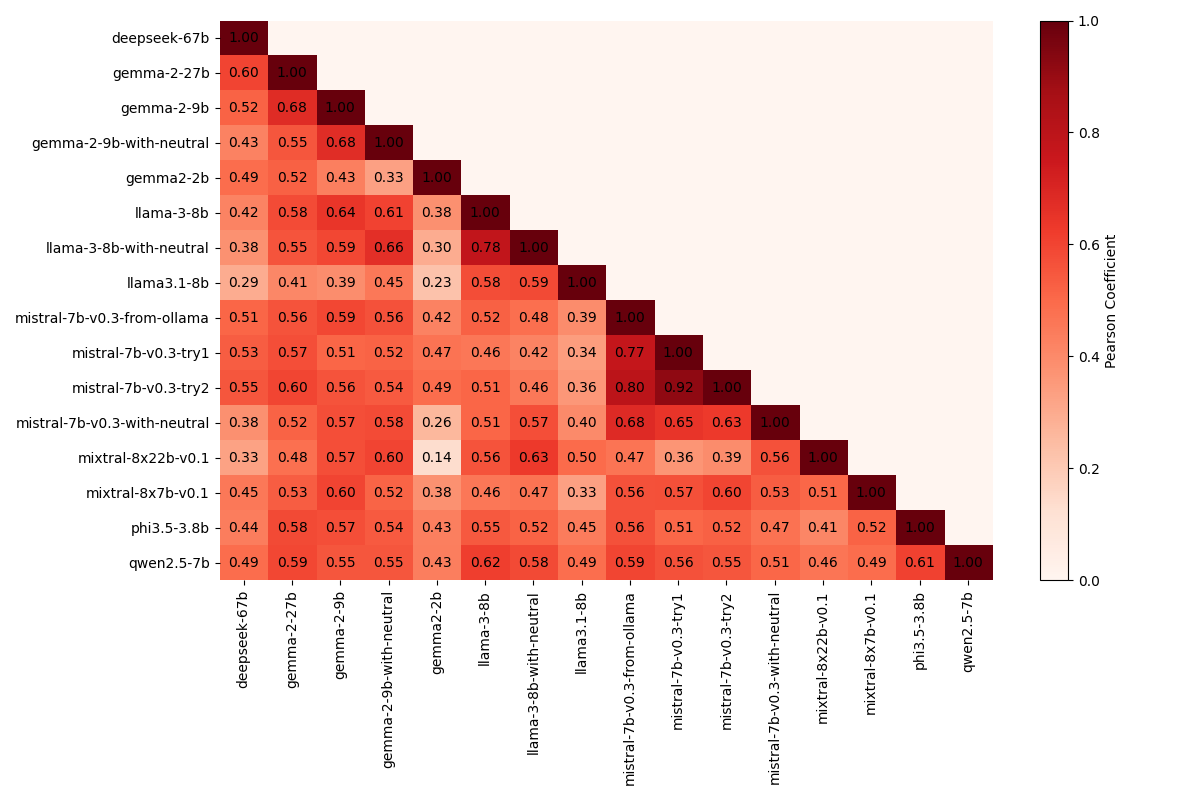 deepseek-67b 1.00
gemma-2-27b 0.60 1.00
gemma-2-9b 0.52 0.68 1.00
gemma-2-9b-with-neutral 0.43 0.55 0.68 1.00
gemma2-2b 0.49 0.52 0.43 0.33 1.00
llama-3-8b 0.42 0.58 0.64 0.61 0.38 1.00
llama-3-8b-with-neutral 0.38 0.55 0.59 0.66 0.30 0.78 1.00
llama3.1-8b 0.29 0.41 0.39 0.45 0.23 0.58 0.59 1.00
mistral-7b-v0.3-from-ollama 0.51 0.56 0.59 0.56 0.42 0.52 0.48 0.39 1.00
mistral-7b-v0.3-try1 0.53 0.57 0.51 0.52 0.47 0.46 0.42 0.34 0.77 1.00
mistral-7b-v0.3-try2 0.55 0.60 0.56 0.54 0.49 0.51 0.46 0.36 0.80 0.92 1.00
mistral-7b-v0.3-with-neutral 0.38 0.52 0.57 0.58 0.26 0.51 0.57 0.40 0.68 0.65 0.63 1.00
mixtral-8x22b-v0.1 0.33 0.48 0.57 0.60 0.14 0.56 0.63 0.50 0.47 0.36 0.39 0.56 1.00
mixtral-8x7b-v0.1 0.45 0.53 0.60 0.52 0.38 0.46 0.47 0.33 0.56 0.57 0.60 0.53 0.51 1.00
phi3.5-3.8b 0.44 0.58 0.57 0.54 0.43 0.55 0.52 0.45 0.56 0.51 0.52 0.47 0.41 0.52 1.00
qwen2.5-7b 0.49 0.59 0.55 0.55 0.43 0.62 0.58 0.49 0.59 0.56 0.55 0.51 0.46 0.49 0.61 1.00
deepseek-67b
gemma-2-27b
gemma-2-9b
gemma-2-9b-with-neutral
gemma2-2b
llama-3-8b
llama-3-8b-with-neutral
llama3.1-8b
mistral-7b-v0.3-from-ollama
mistral-7b-v0.3-try1
mistral-7b-v0.3-try2
mistral-7b-v0.3-with-neutral
mixtral-8x22b-v0.1
mixtral-8x7b-v0.1
phi3.5-3.8b
qwen2.5-7b
1.0
0.8
0.6
0.4
0.2
0.0
Pearson Coefficient